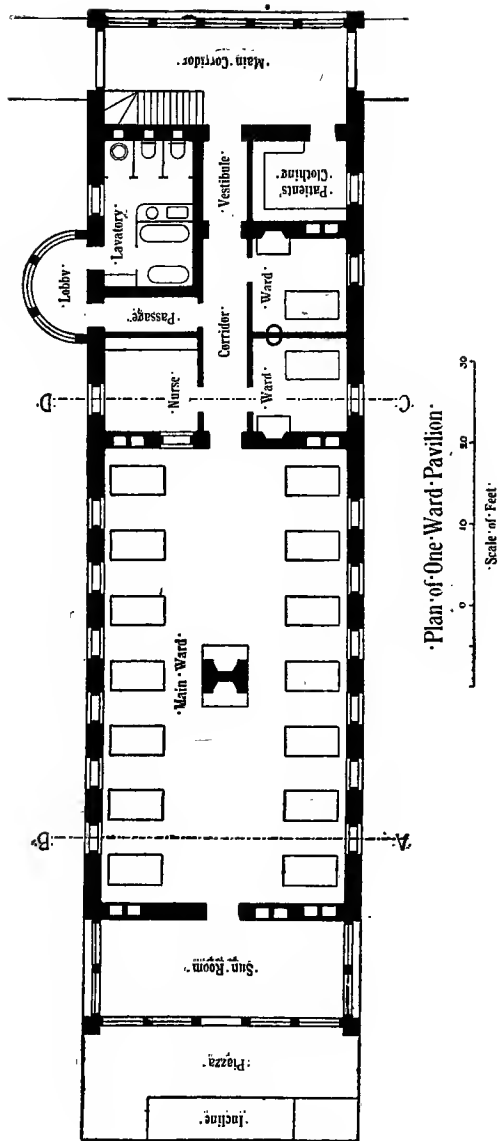 ·Main·Corridor·
·Vestibule·
Patients'
·Clothing·
·Lavatory·
·Lobby·
·Passage·
Corridor·
·Ward·
·Ward·
·Nurse·
D
C
·Main·Ward·
B
A
·Sun·Room·
·Piazza·
·Incline·
·Plan·of·One·Ward·Pavilion·
0 10 20 30
·Scale·of·Feet·